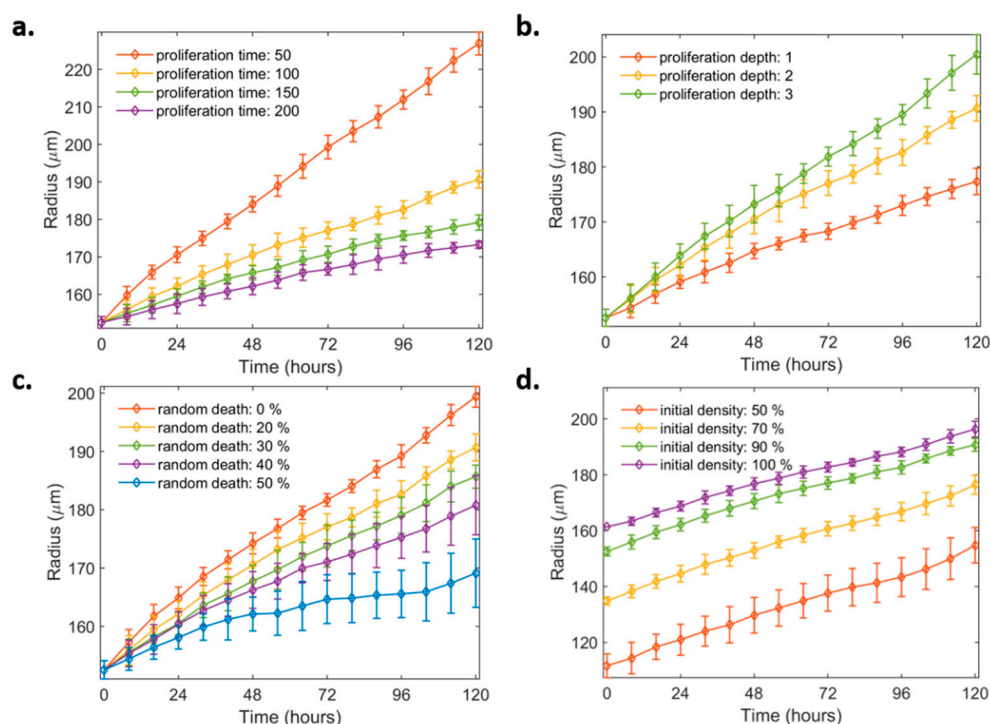 a.
proliferation time: 50
proliferation time: 100
proliferation time: 150
proliferation time: 200
220
210
200
190
180
170
160
Radius (μm)
0 24 48 72 96 120
Time (hours)
b.
proliferation depth: 1
proliferation depth: 2
proliferation depth: 3
200
190
180
170
160
Radius (μm)
0 24 48 72 96 120
Time (hours)
c.
random death: 0 %
random death: 20 %
random death: 30 %
random death: 40 %
random death: 50 %
200
190
180
170
160
Radius (μm)
0 24 48 72 96 120
Time (hours)
d.
initial density: 50 %
initial density: 70 %
initial density: 90 %
initial density: 100 %
200
180
160
140
120
Radius (μm)
0 24 48 72 96 120
Time (hours)